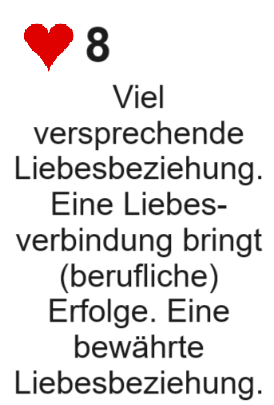 8
Viel
versprechende
Liebesbeziehung.
Eine Liebes-
verbindung bringt
(berufliche)
Erfolge. Eine
bewährte
Liebesbeziehung.